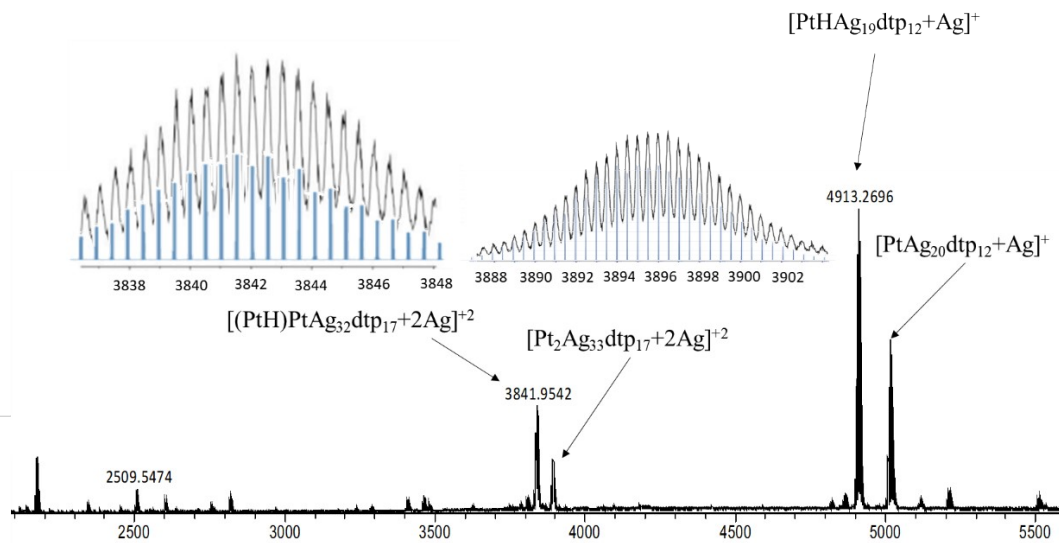 [PtHAg₁₉dtp₁₂+Ag]⁺
4913.2696
[PtAg₂₀dtp₁₂+Ag]⁺
3838 3840 3842 3844 3846 3848
3888 3890 3892 3894 3896 3898 3900 3902
[(PtH)PtAg₃₂dtp₁₇+2Ag]⁺²
[Pt₂Ag₃₃dtp₁₇+2Ag]⁺²
3841.9542
2509.5474
2500 3000 3500 4000 4500 5000 5500